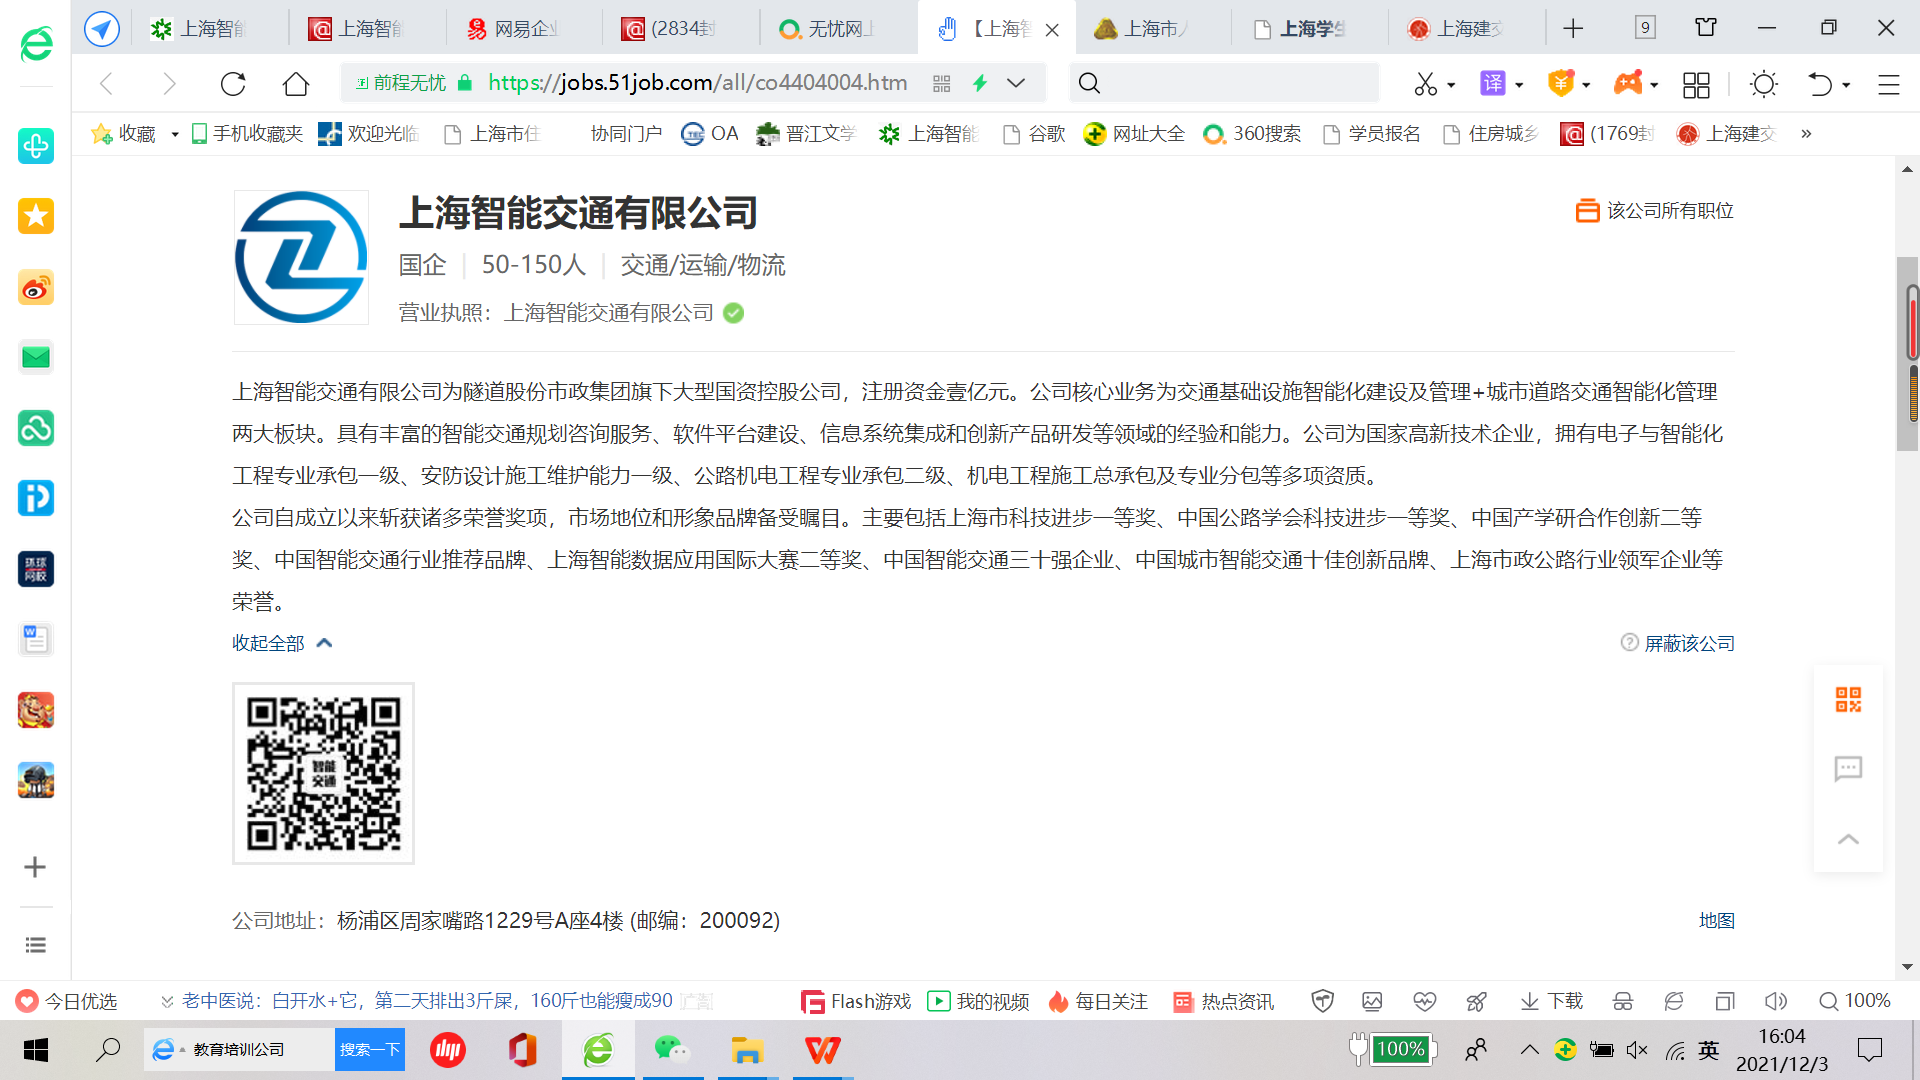 上海智能
上海智能
网易企业
(2834封
无忧网上
【上海智
上海市人
上海学生
上海建交
9
前程无忧
https://jobs.51job.com/all/co4404004.htm
译
收藏
手机收藏夹
欢迎光临
上海市住
协同门户
OA
晋江文学
上海智能
谷歌
网址大全
360搜索
学员报名
住房城乡
(1769封
上海建交
»
上海智能交通有限公司
该公司所有职位
国企 | 50-150人 | 交通/运输/物流
营业执照：上海智能交通有限公司
上海智能交通有限公司为隧道股份市政集团旗下大型国资控股公司，注册资金壹亿元。公司核心业务为交通基础设施智能化建设及管理+城市道路交通智能化管理
两大板块。具有丰富的智能交通规划咨询服务、软件平台建设、信息系统集成和创新产品研发等领域的经验和能力。公司为国家高新技术企业，拥有电子与智能化
工程专业承包一级、安防设计施工维护能力一级、公路机电工程专业承包二级、机电工程施工总承包及专业分包等多项资质。
公司自成立以来斩获诸多荣誉奖项，市场地位和形象品牌备受瞩目。主要包括上海市科技进步一等奖、中国公路学会科技进步一等奖、中国产学研合作创新二等
奖、中国智能交通行业推荐品牌、上海智能数据应用国际大赛二等奖、中国智能交通三十强企业、中国城市智能交通十佳创新品牌、上海市政公路行业领军企业等
荣誉。
收起全部
屏蔽该公司
智能
交通
公司地址：杨浦区周家嘴路1229号A座4楼 (邮编：200092)
地图
环球
网校
今日优选
老中医说：白开水+它，第二天排出3斤屎，160斤也能瘦成90
广告
Flash游戏
我的视频
每日关注
热点资讯
下载
100%
教育培训公司
搜索一下
100%
英
16:04
2021/12/3